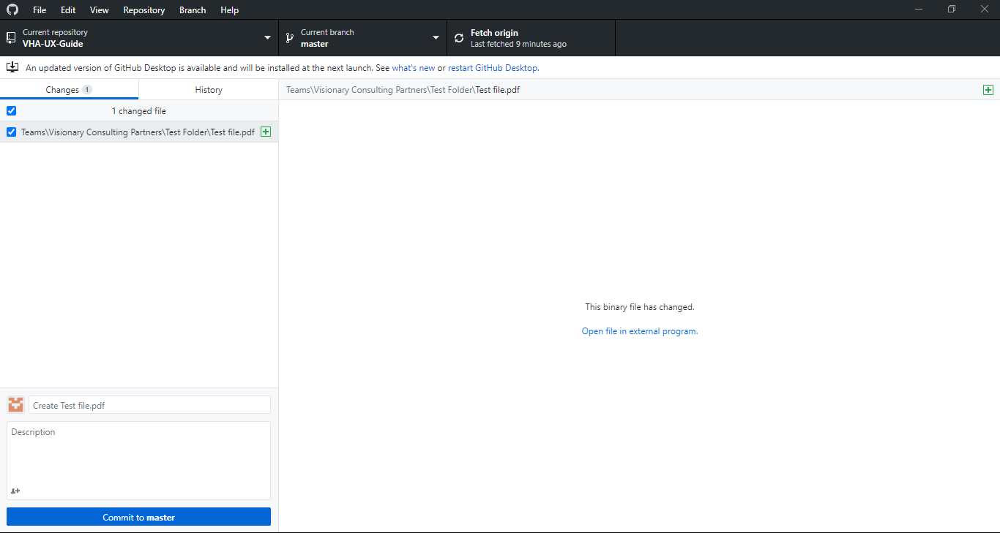 File Edit View Repository Branch Help
Current repository
VHA-UX-Guide
Current branch
master
Fetch origin
Last fetched 9 minutes ago
An updated version of GitHub Desktop is available and will be installed at the next launch. See what's new or restart GitHub Desktop.
Changes 1
History
Teams\Visionary Consulting Partners\Test Folder\Test file.pdf
1 changed file
Teams\Visionary Consulting Partners\Test Folder\Test file.pdf
This binary file has changed.
Open file in external program.
Create Test file.pdf
Description
Commit to master